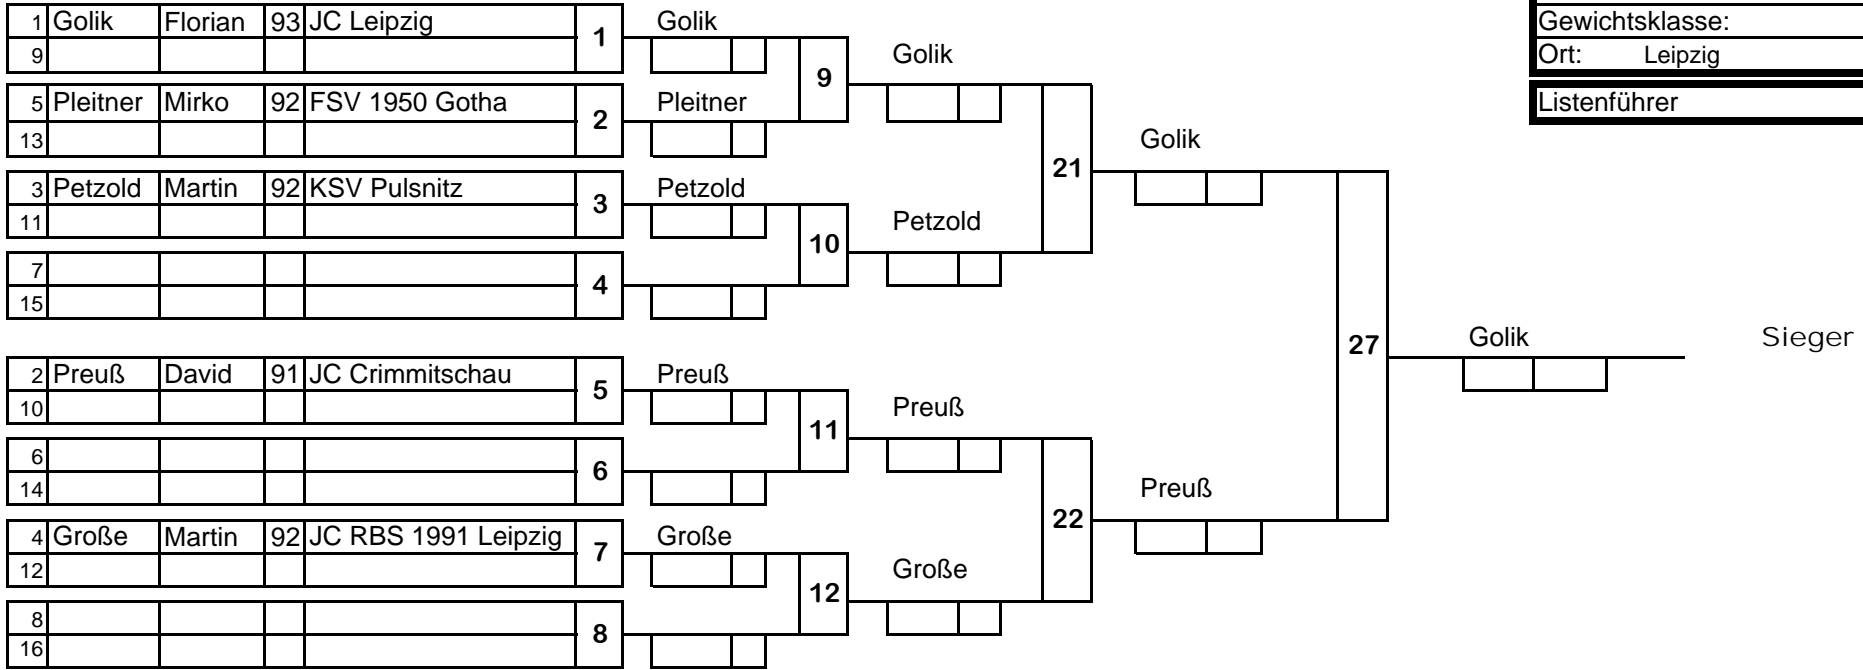 1 Golik Florian 93 JC Leipzig
9
1
5 Pleitner Mirko 92 FSV 1950 Gotha
13
2
3 Petzold Martin 92 KSV Pulsnitz
11
3
7
15
4
2 Preuß David 91 JC Crimmitschau
10
5
6
14
6
4 Große Martin 92 JC RBS 1991 Leipzig
12
7
8
16
8
Golik
Pleitner
9
Petzold
10
Preuß
11
Große
12
Golik
Petzold
21
Preuß
Große
22
Golik
Preuß
27
Golik
Sieger
Gewichtsklasse:
Ort: Leipzig
Listenführer